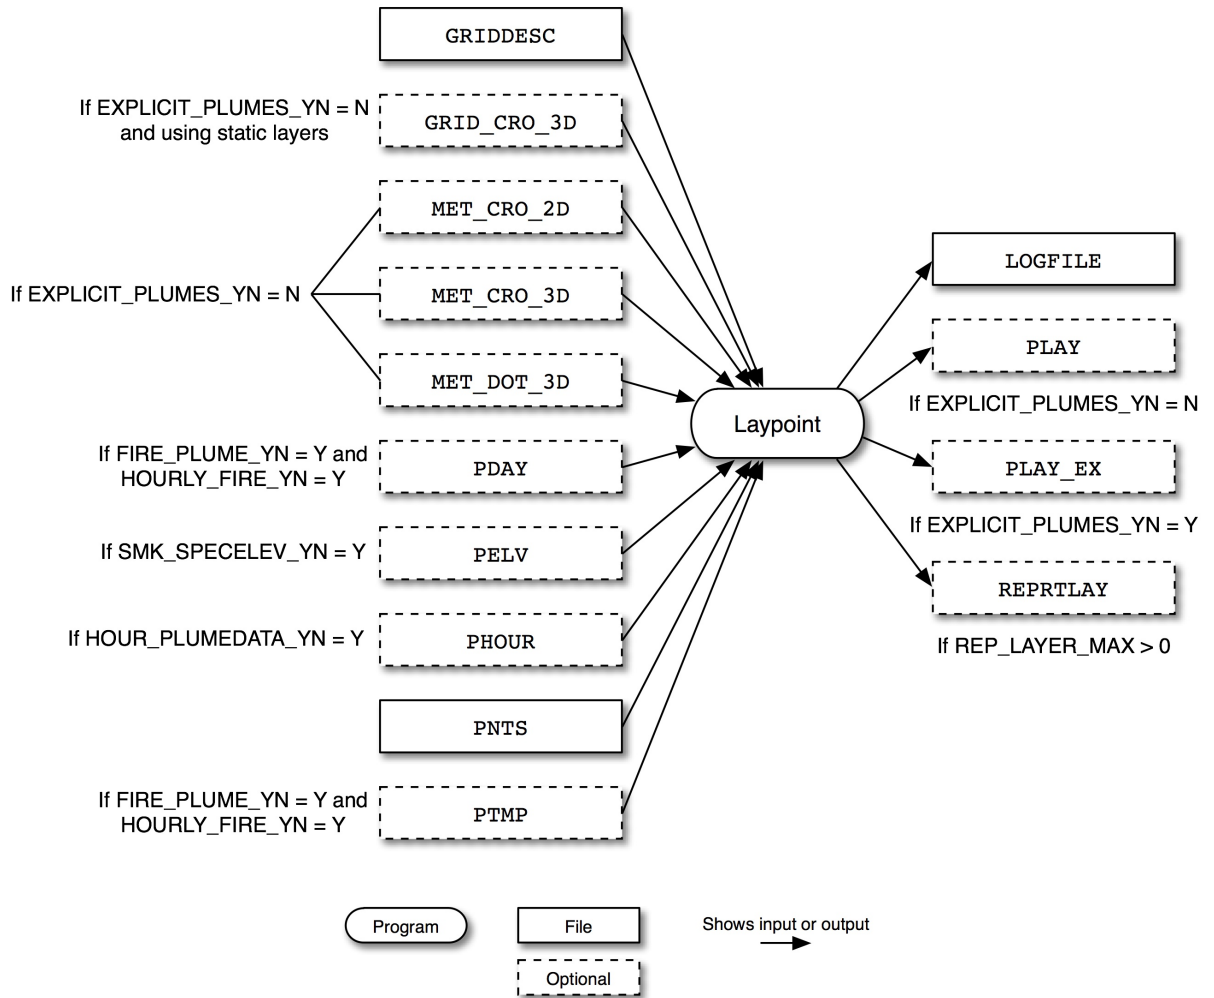 GRIDDESC
If EXPLICIT_PLUMES_YN = N
and using static layers
GRID_CRO_3D
MET_CRO_2D
If EXPLICIT_PLUMES_YN = N
MET_CRO_3D
MET_DOT_3D
If FIRE_PLUME_YN = Y and
HOURLY_FIRE_YN = Y
PDAY
If SMK_SPECELEV_YN = Y
PELV
If HOUR_PLUMEDATA_YN = Y
PHOUR
PNTS
If FIRE_PLUME_YN = Y and
HOURLY_FIRE_YN = Y
PTMP
Laypoint
LOGFILE
PLAY
If EXPLICIT_PLUMES_YN = N
PLAY_EX
If EXPLICIT_PLUMES_YN = Y
REPRTLAY
If REP_LAYER_MAX > 0
Program
File
Optional
Shows input or output